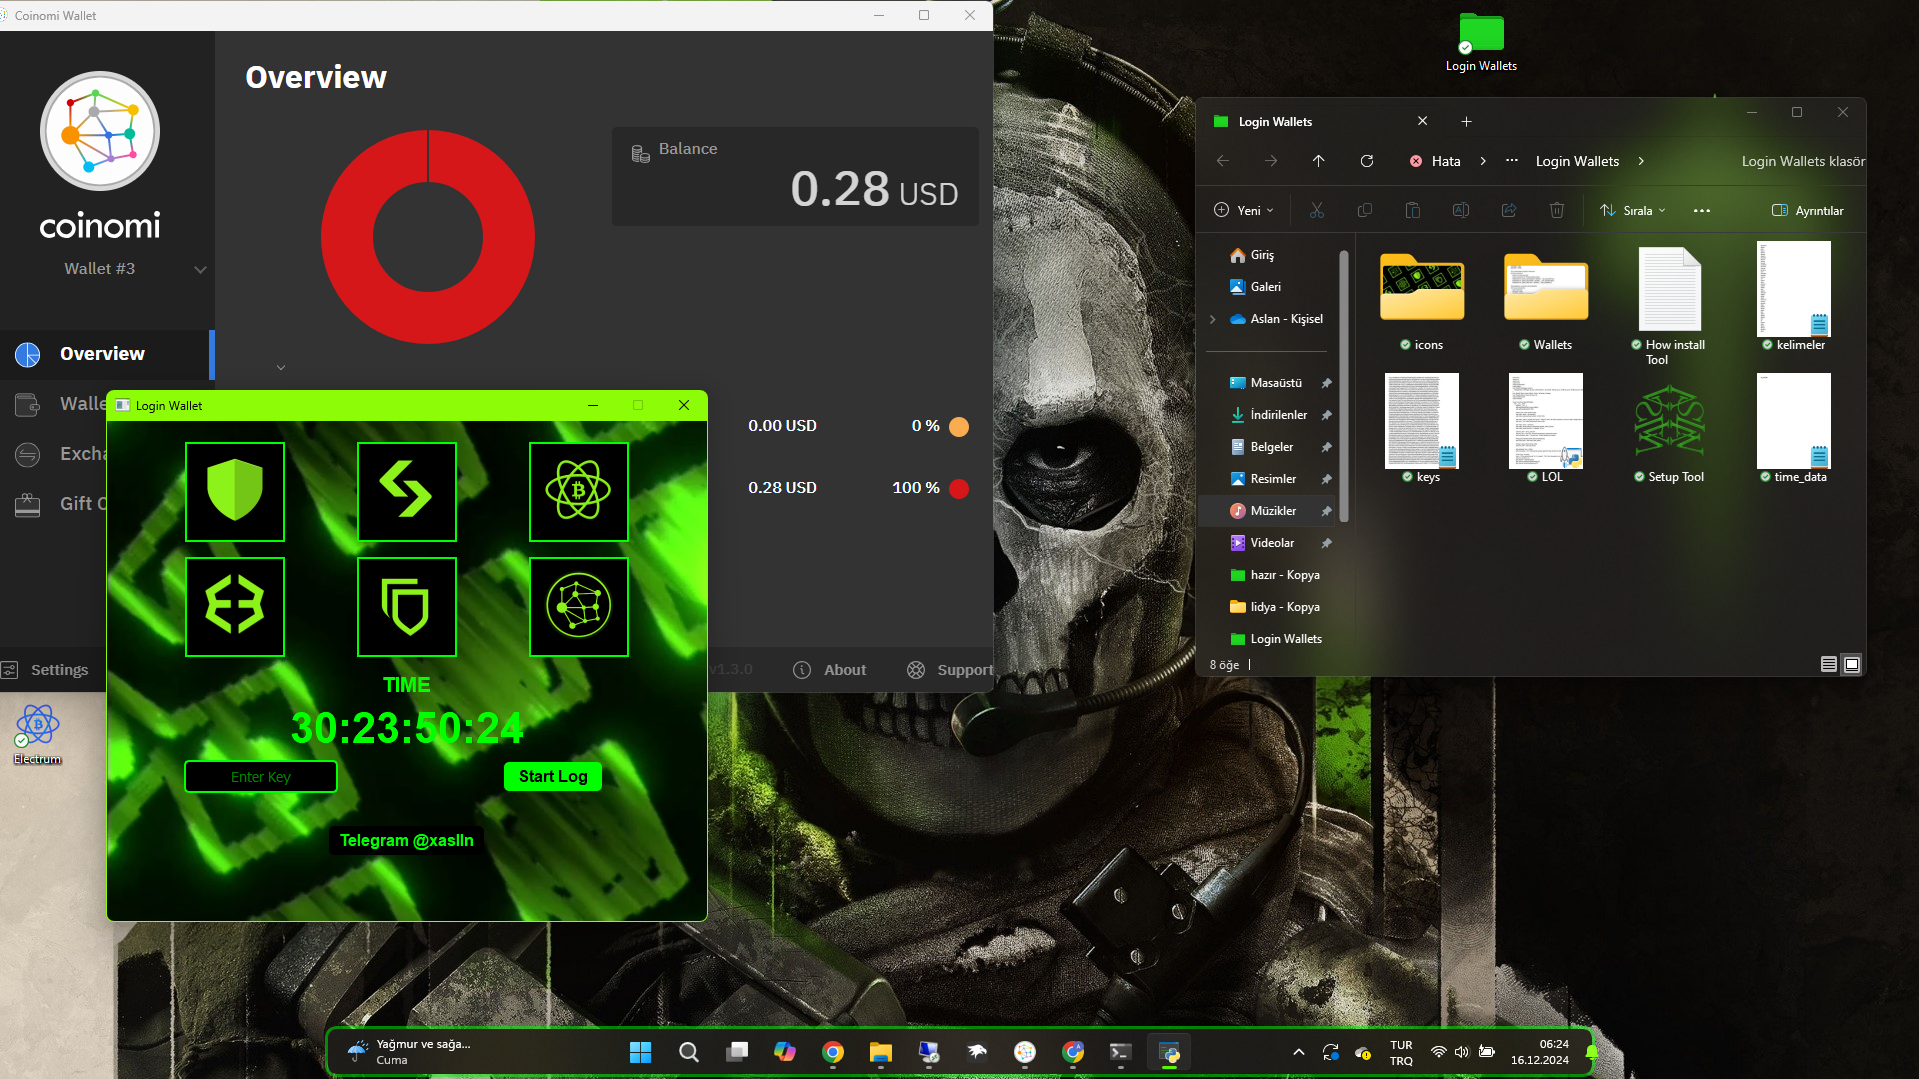 Coinomi Wallet
coinomi
Wallet #3
Overview
Walle
Excha
Gift C
Settings
Overview
Balance
0.28 USD
0.00 USD
0 %
0.28 USD
100 %
v1.3.0
About
Support
Login Wallet
TIME
30:23:50:24
Enter Key
Start Log
Telegram @xaslln
Electrum
Login Wallets
Login Wallets
Hata
Login Wallets
Login Wallets klasör
Yeni
Sırala
Ayrıntılar
Giriş
Galeri
Aslan - Kişisel
Masaüstü
İndirilenler
Belgeler
Resimler
Müzikler
Videolar
hazır - Kopya
lidya - Kopya
Login Wallets
icons
Wallets
How install
Tool
kelimeler
keys
LOL
Setup Tool
time_data
8 öğe
Yağmur ve sağa...
Cuma
TUR
TRQ
06:24
16.12.2024